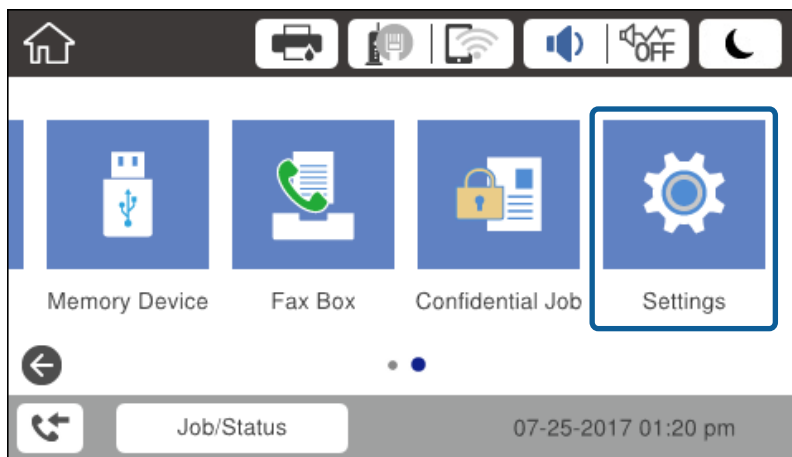 OFF
Memory Device
Fax Box
Confidential Job
Settings
Job/Status
07-25-2017 01:20 pm